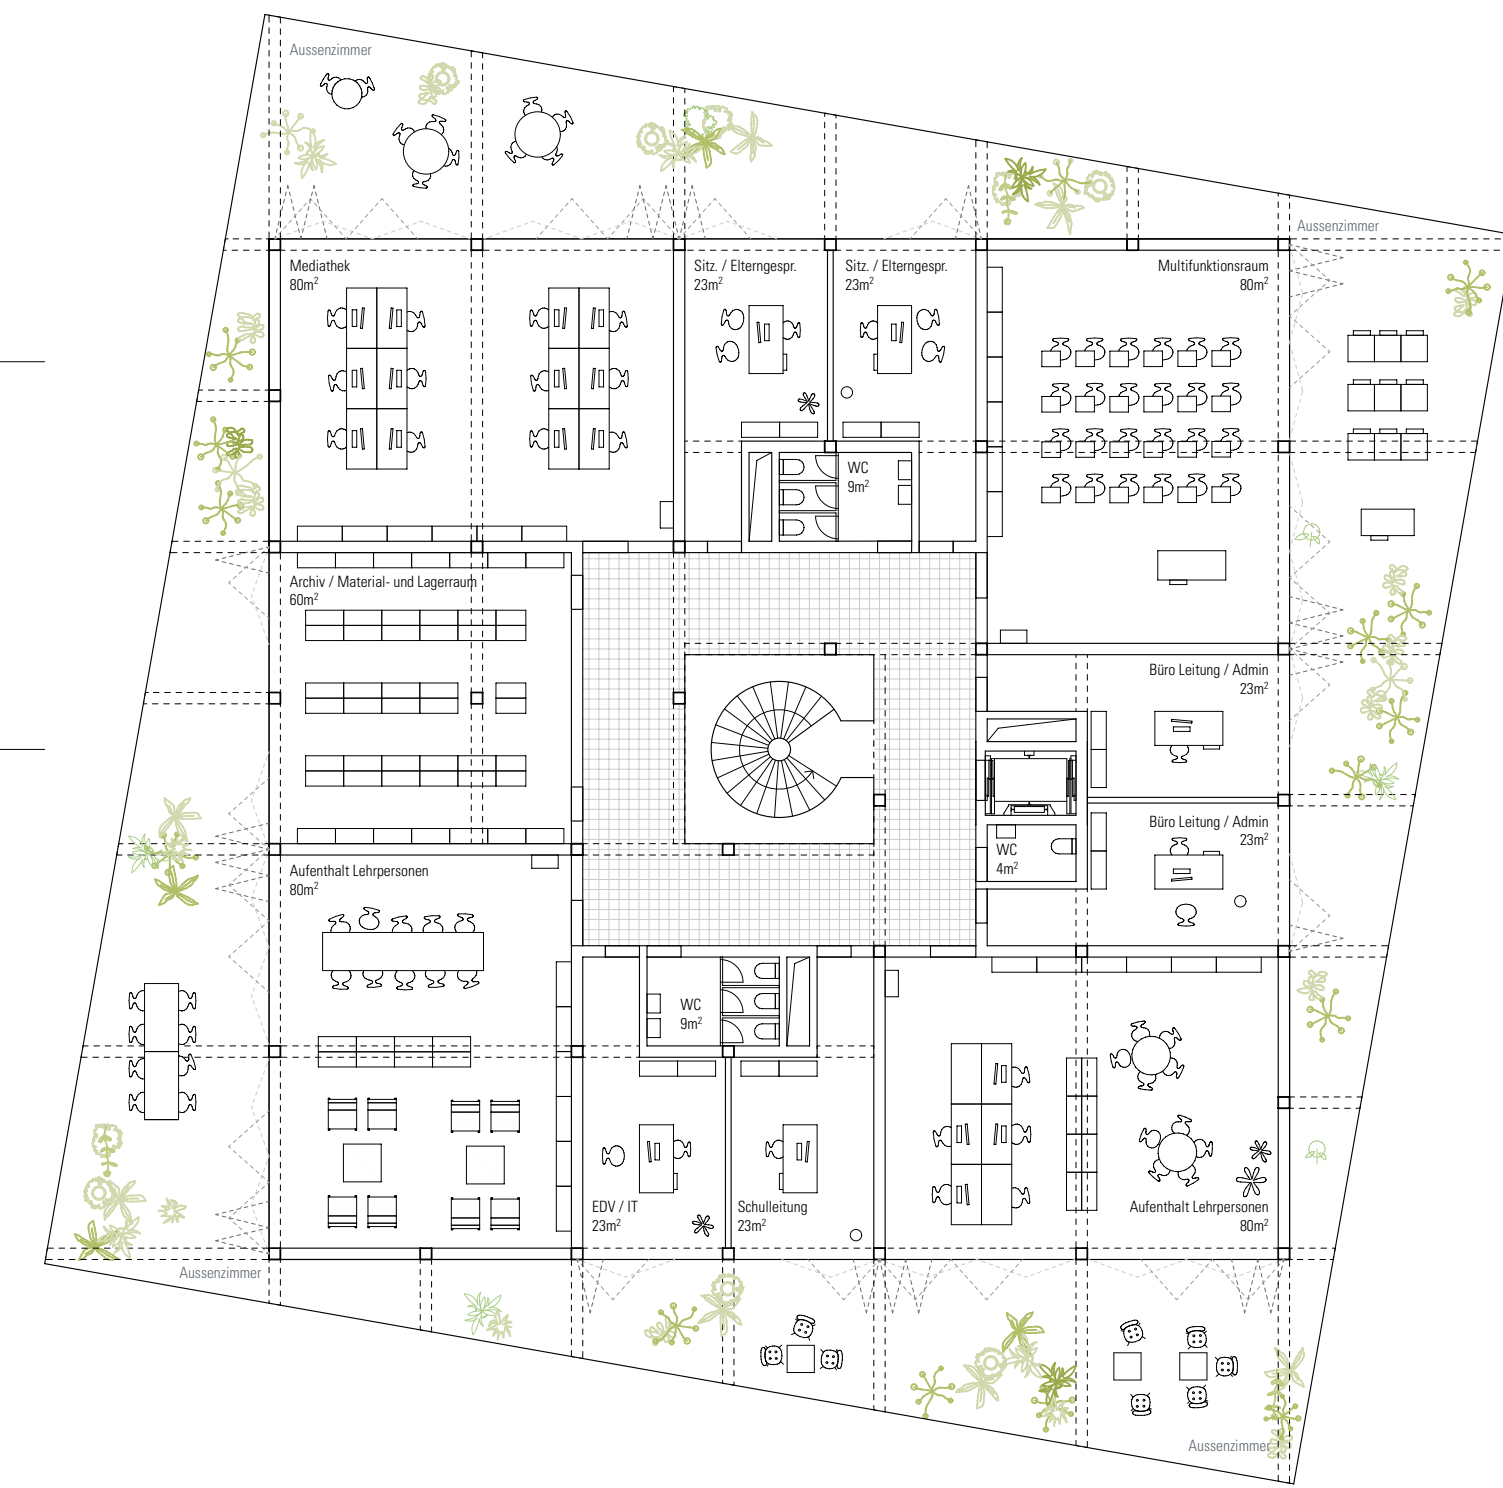 Aussenzimmer
Aussenzimmer
Mediathek
80m²
Sitz. / Elterngespr.
23m²
Sitz. / Elterngespr.
23m²
Multifunktionsraum
80m²
WC
9m²
Archiv / Material- und Lagerraum
60m²
Büro Leitung / Admin
23m²
Büro Leitung / Admin
23m²
WC
4m²
Aufenthalt Lehrpersonen
80m²
WC
9m²
EDV / IT
23m²
Schulleitung
23m²
Aufenthalt Lehrpersonen
80m²
Aussenzimmer
Aussenzimmer